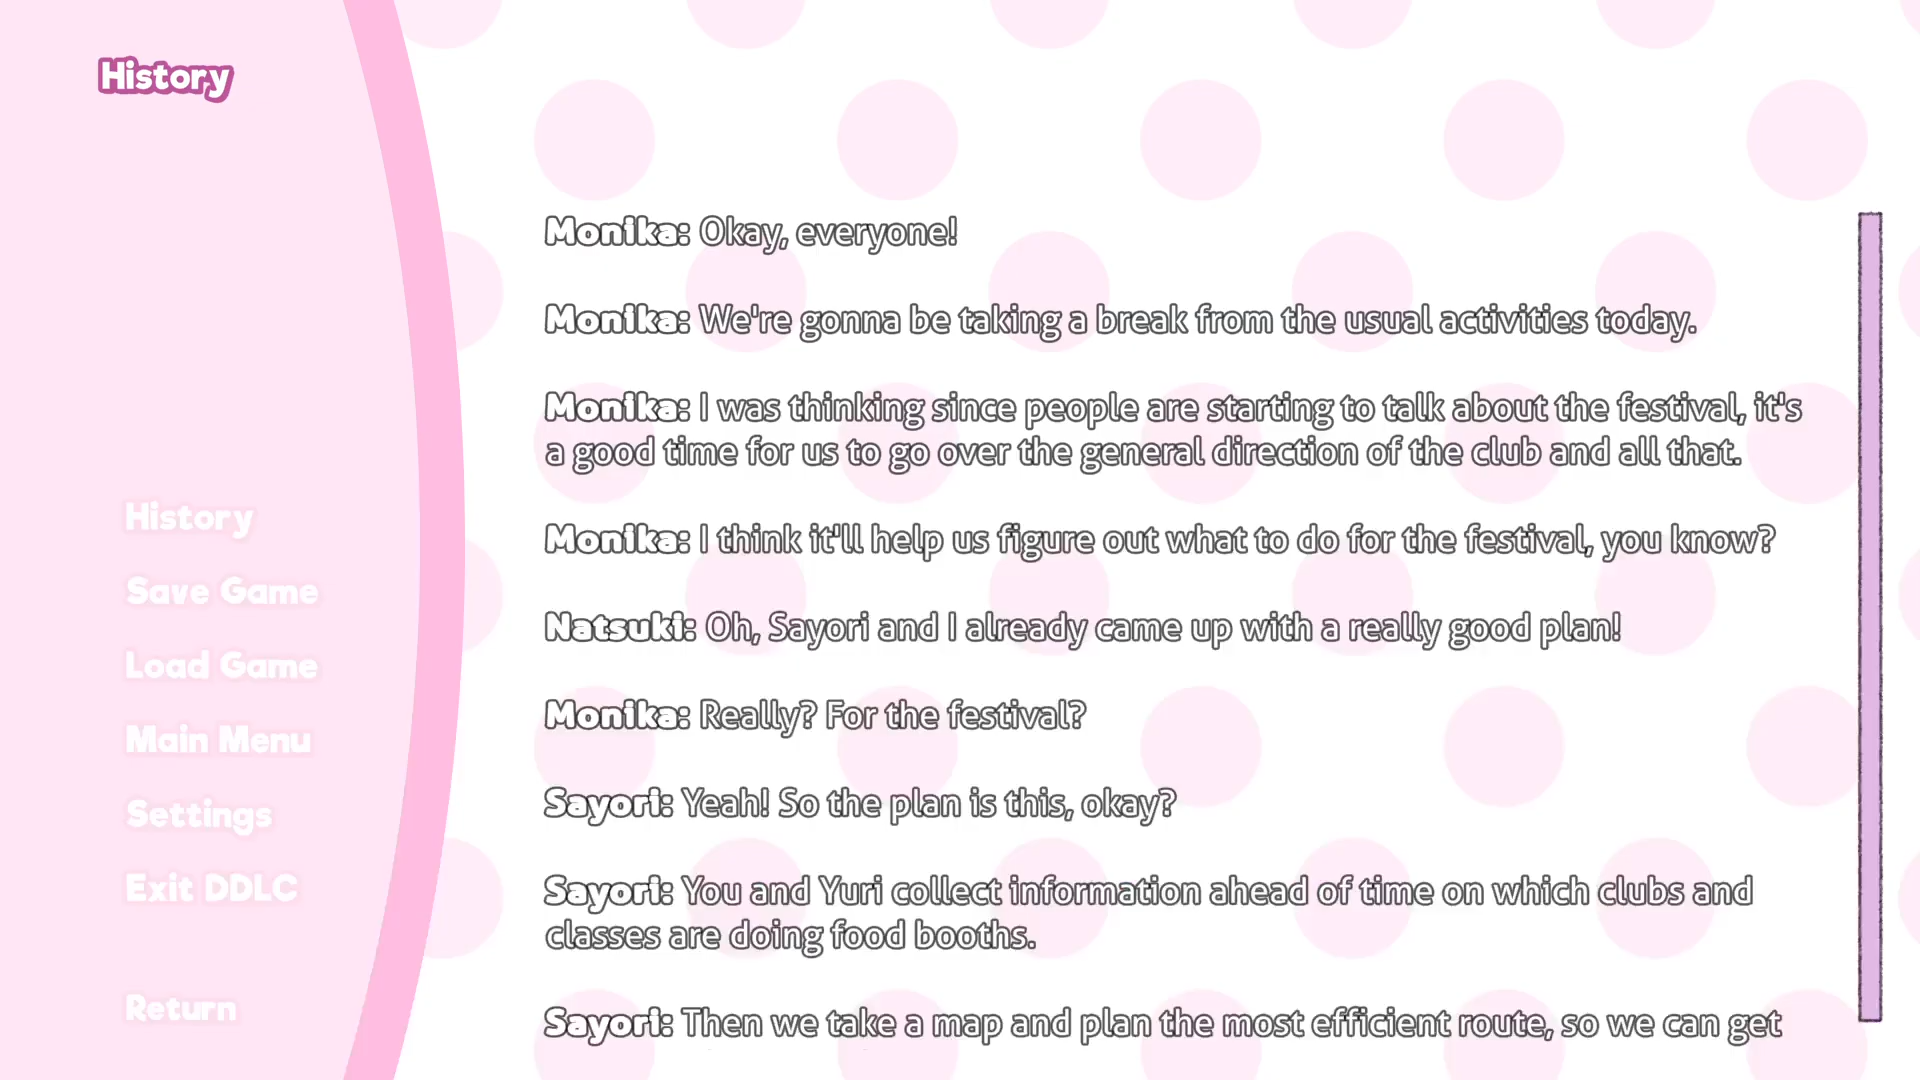 History
Monika: Okay, everyone!
Monika: We're gonna be taking a break from the usual activities today.
Monika: I was thinking since people are starting to talk about the festival, it's
a good time for us to go over the general direction of the club and all that.
Monika: I think it'll help us figure out what to do for the festival, you know?
Natsuki: Oh, Sayori and I already came up with a really good plan!
Monika: Really? For the festival?
Sayori: Yeah! So the plan is this, okay?
Sayori: You and Yuri collect information ahead of time on which clubs and
classes are doing food booths.
Sayori: Then we take a map and plan the most efficient route, so we can get
History
Save Game
Load Game
Main Menu
Settings
Exit DDLC
Return